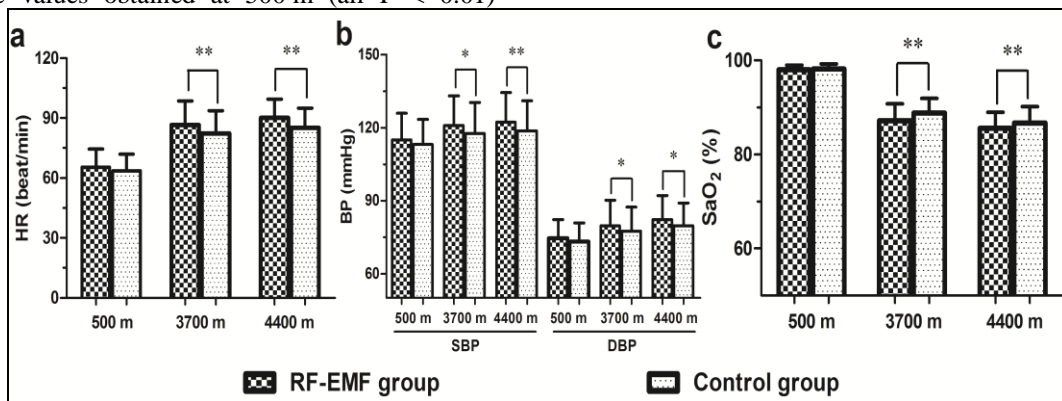 values obtained at 500 m (all P < 0.01)
a
**
**
HR (beat/min)
120
90
60
30
0
500 m 3700 m 4400 m
b
*
**
*
*
BP (mmHg)
150
120
90
60
500 m 3700 m 4400 m 500 m 3700 m 4400 m
SBP DBP
c
**
**
SaO2 (%)
100
80
60
500 m 3700 m 4400 m
RF-EMF group Control group